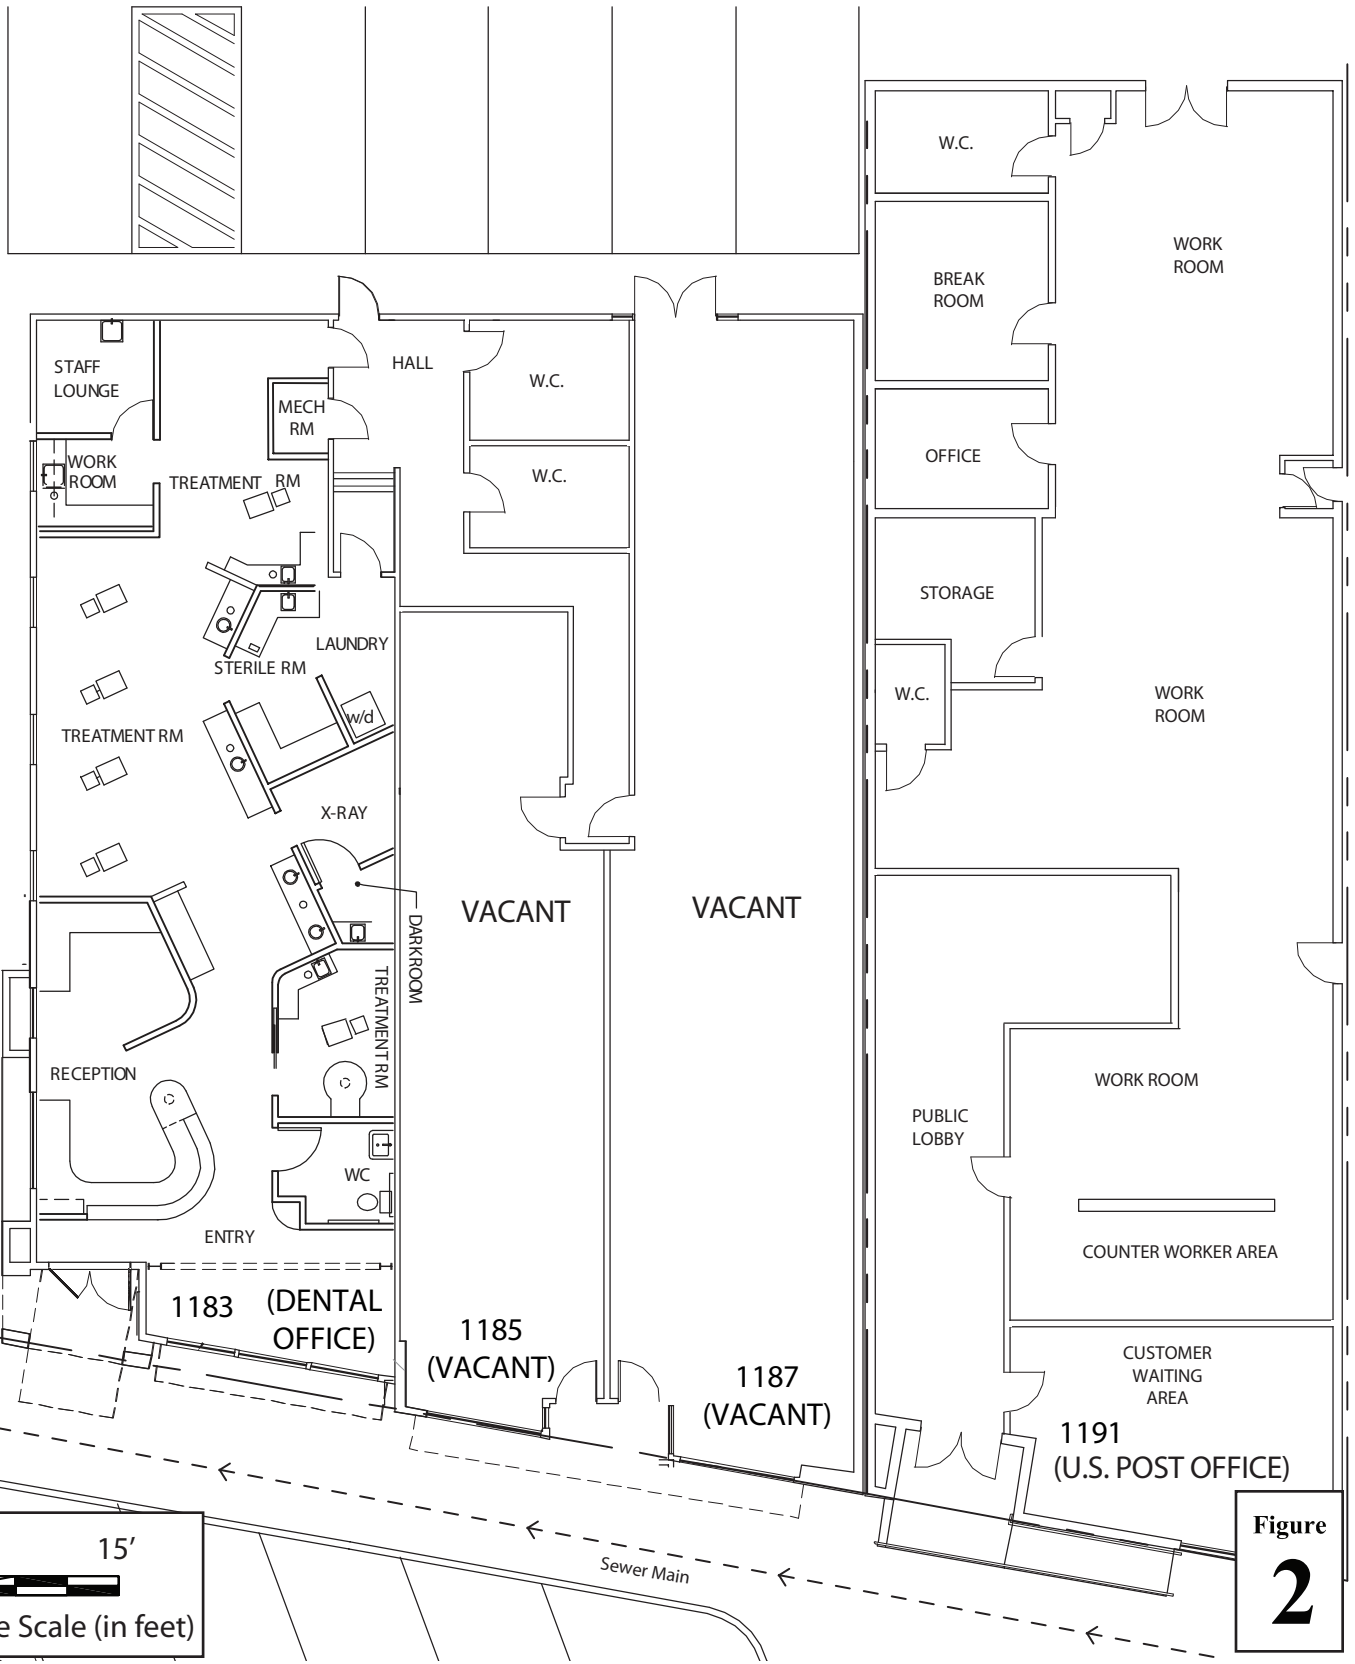 W.C.
WORK
ROOM
BREAK
ROOM
STAFF
LOUNGE
HALL
W.C.
MECH
RM
OFFICE
WORK
ROOM
TREATMENT RM
W.C.
STORAGE
LAUNDRY
STERILE RM
W.C.
WORK
ROOM
w/d
TREATMENT RM
X-RAY
VACANT
VACANT
DARKROOM
TREATMENT RM
RECEPTION
WORK ROOM
PUBLIC
LOBBY
WC
ENTRY
COUNTER WORKER AREA
1183
(DENTAL
OFFICE)
1185
(VACANT)
1187
(VACANT)
CUSTOMER
WAITING
AREA
1191
(U.S. POST OFFICE)
Sewer Main
15’
e Scale (in feet)
Figure
2